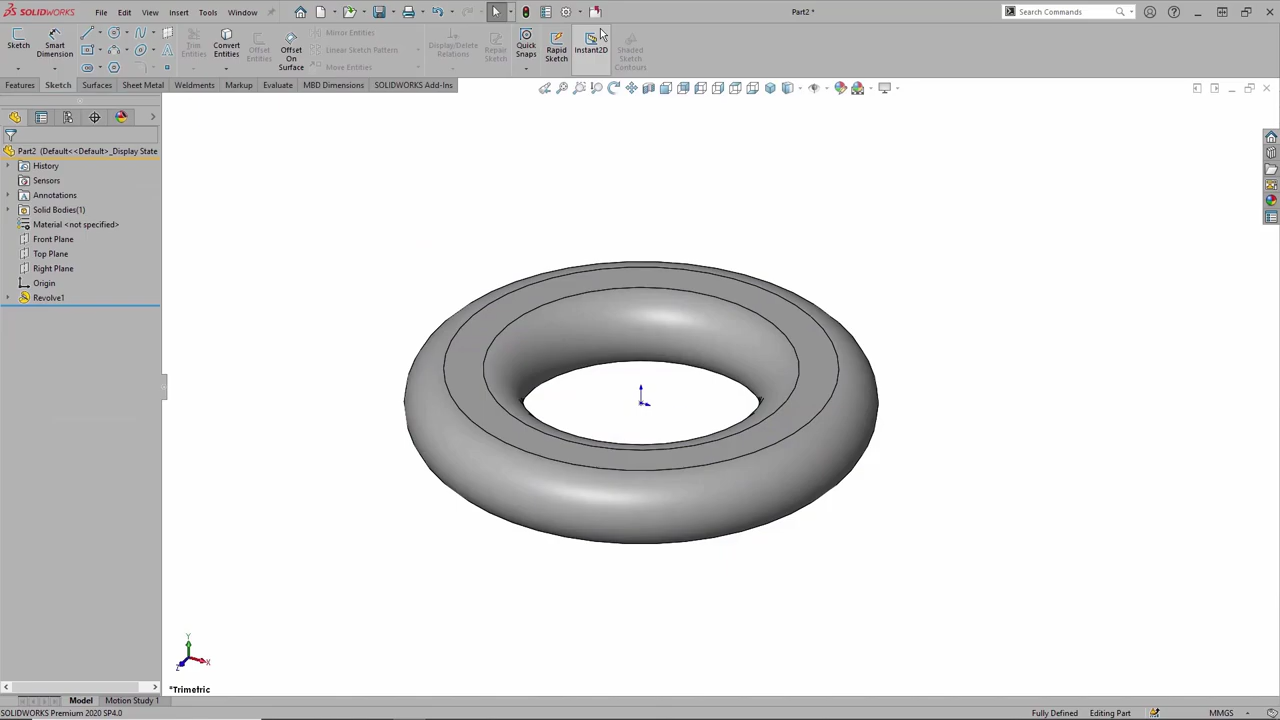 SOLIDWORKS File Edit View Insert Tools Window Part2 * Search Commands
Sketch Smart Dimension Trim Entities Convert Entities Offset Entities Offset On Surface Mirror Entities Linear Sketch Pattern Move Entities Display/Delete Relations Repair Sketch Quick Snaps Rapid Sketch Instant2D Shaded Sketch Contours
Features Sketch Surfaces Sheet Metal Weldments Markup Evaluate MBD Dimensions SOLIDWORKS Add-Ins
Part2 (Default<<Default>_Display State
History
Sensors
Annotations
Solid Bodies(1)
Material <not specified>
Front Plane
Top Plane
Right Plane
Origin
Revolve1
Y
X
Z
*Trimetric
Model Motion Study 1
SOLIDWORKS Premium 2020 SP4.0 Fully Defined Editing Part MMGS